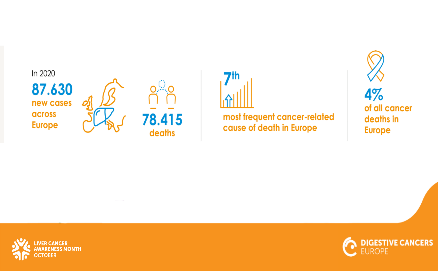 In 2020
87.630
new cases
across
Europe
78.415
deaths
7th
most frequent cancer-related
cause of death in Europe
4%
of all cancer
deaths in
Europe
LIVER CANCER
AWARENESS MONTH
OCTOBER
DIGESTIVE CANCERS
EUROPE